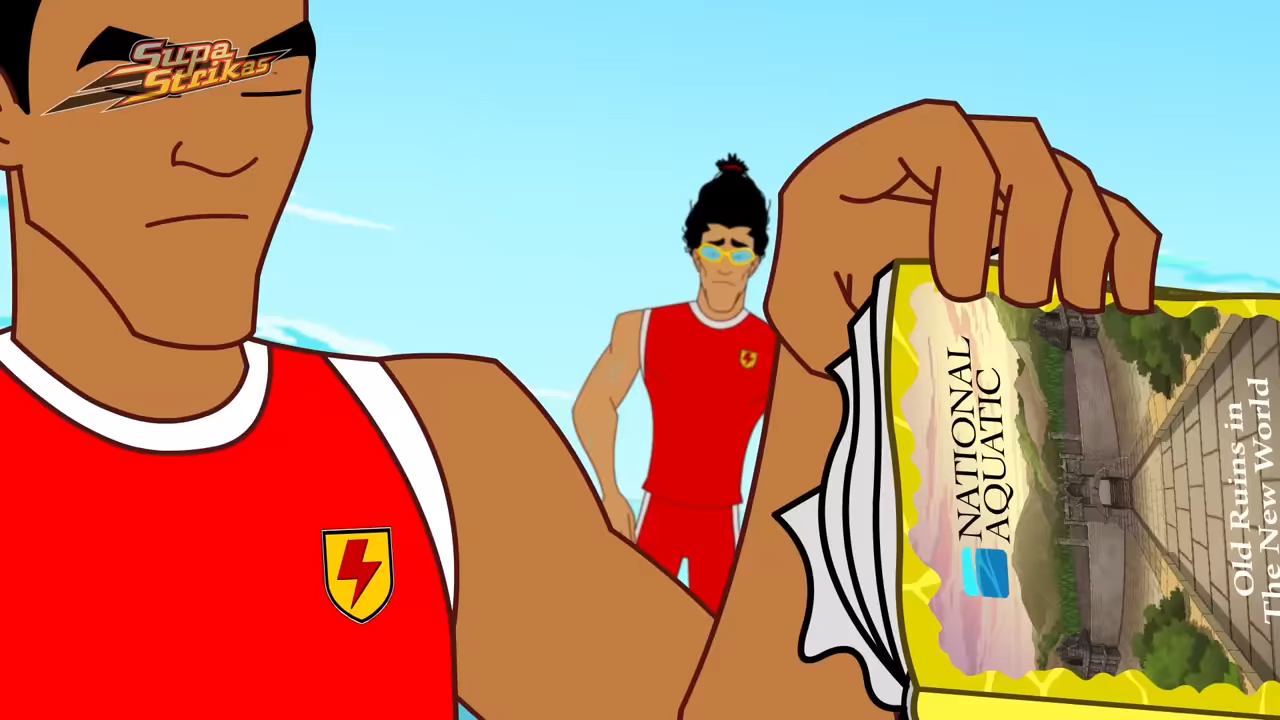 Supa
Strikas
NATIONAL
AQUATIC
Old Ruins in
The New World